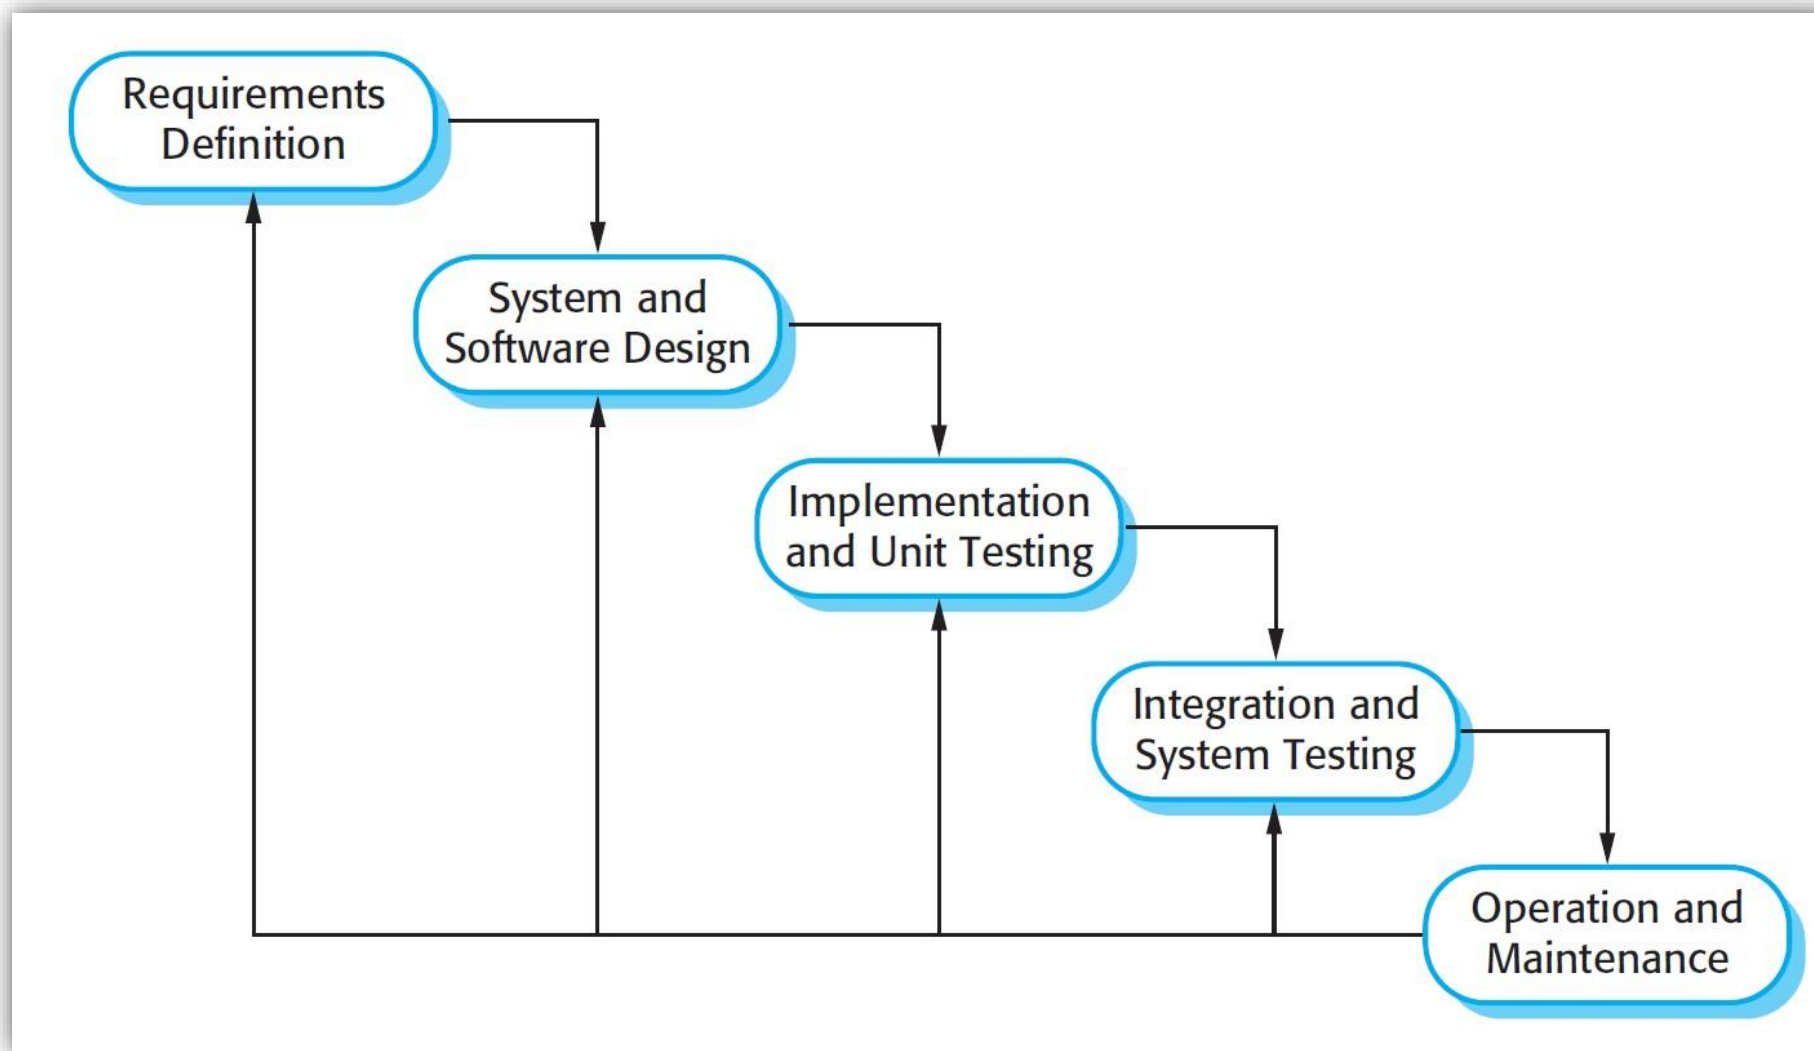 Requirements
Definition
System and
Software Design
Implementation
and Unit Testing
Integration and
System Testing
Operation and
Maintenance